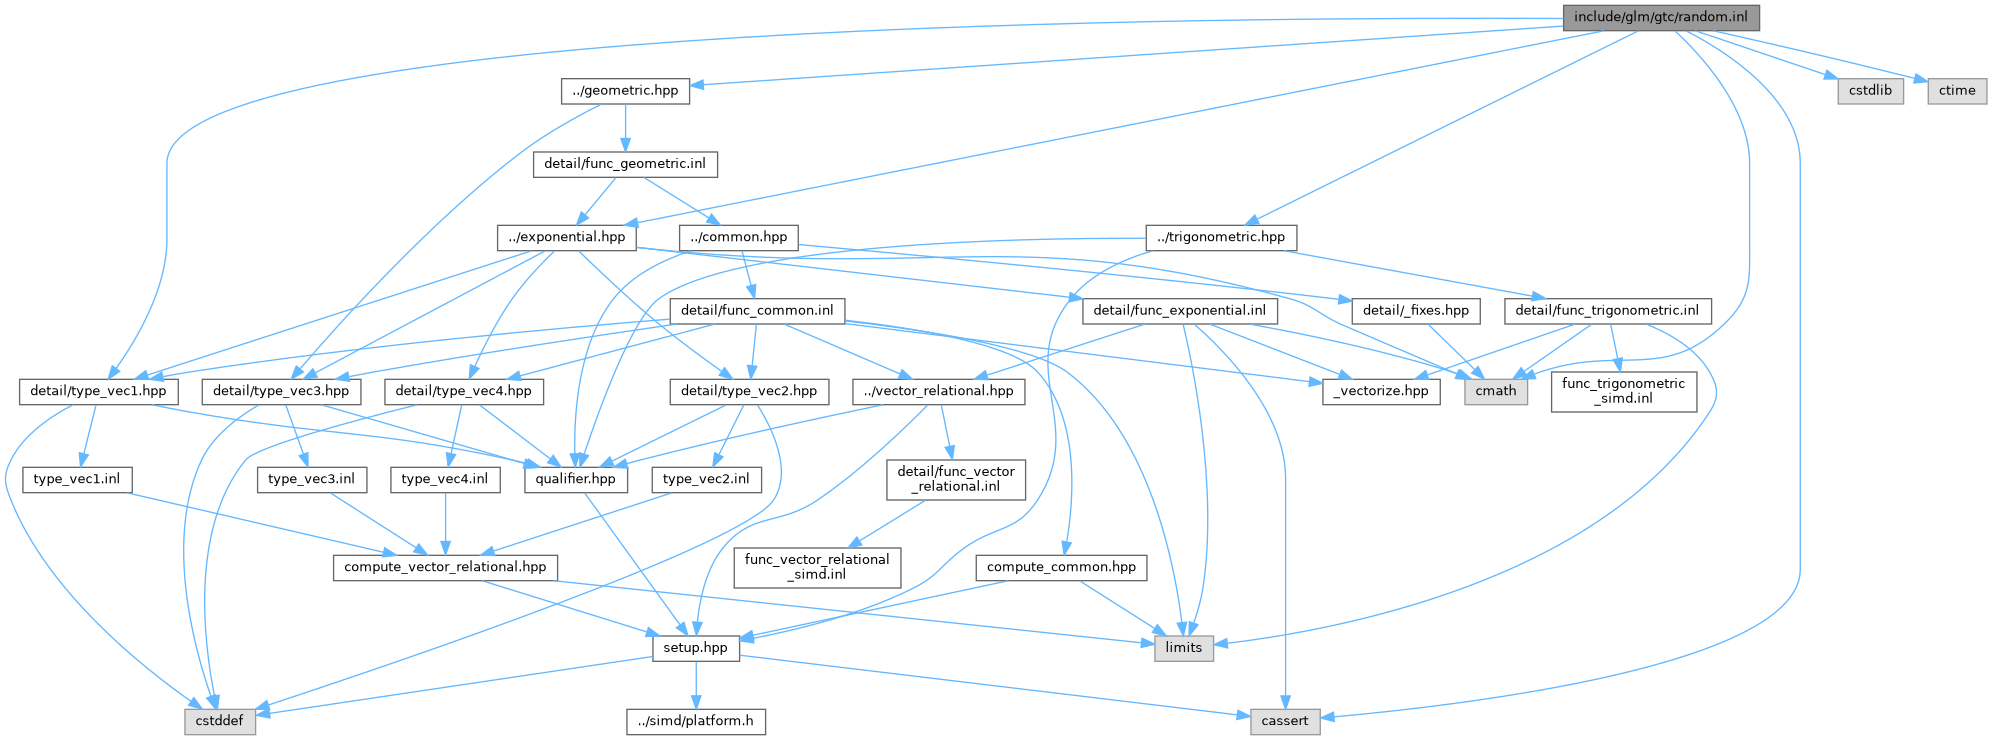 include/glm/gtc/random.inl
../geometric.hpp
cstdlib
ctime
detail/func_geometric.inl
../exponential.hpp
../common.hpp
../trigonometric.hpp
detail/func_common.inl
detail/func_exponential.inl
detail/_fixes.hpp
detail/func_trigonometric.inl
detail/type_vec1.hpp
detail/type_vec3.hpp
detail/type_vec4.hpp
detail/type_vec2.hpp
../vector_relational.hpp
_vectorize.hpp
cmath
func_trigonometric
_simd.inl
type_vec1.inl
type_vec3.inl
type_vec4.inl
qualifier.hpp
type_vec2.inl
detail/func_vector
_relational.inl
compute_vector_relational.hpp
func_vector_relational
_simd.inl
compute_common.hpp
setup.hpp
limits
cstddef
../simd/platform.h
cassert